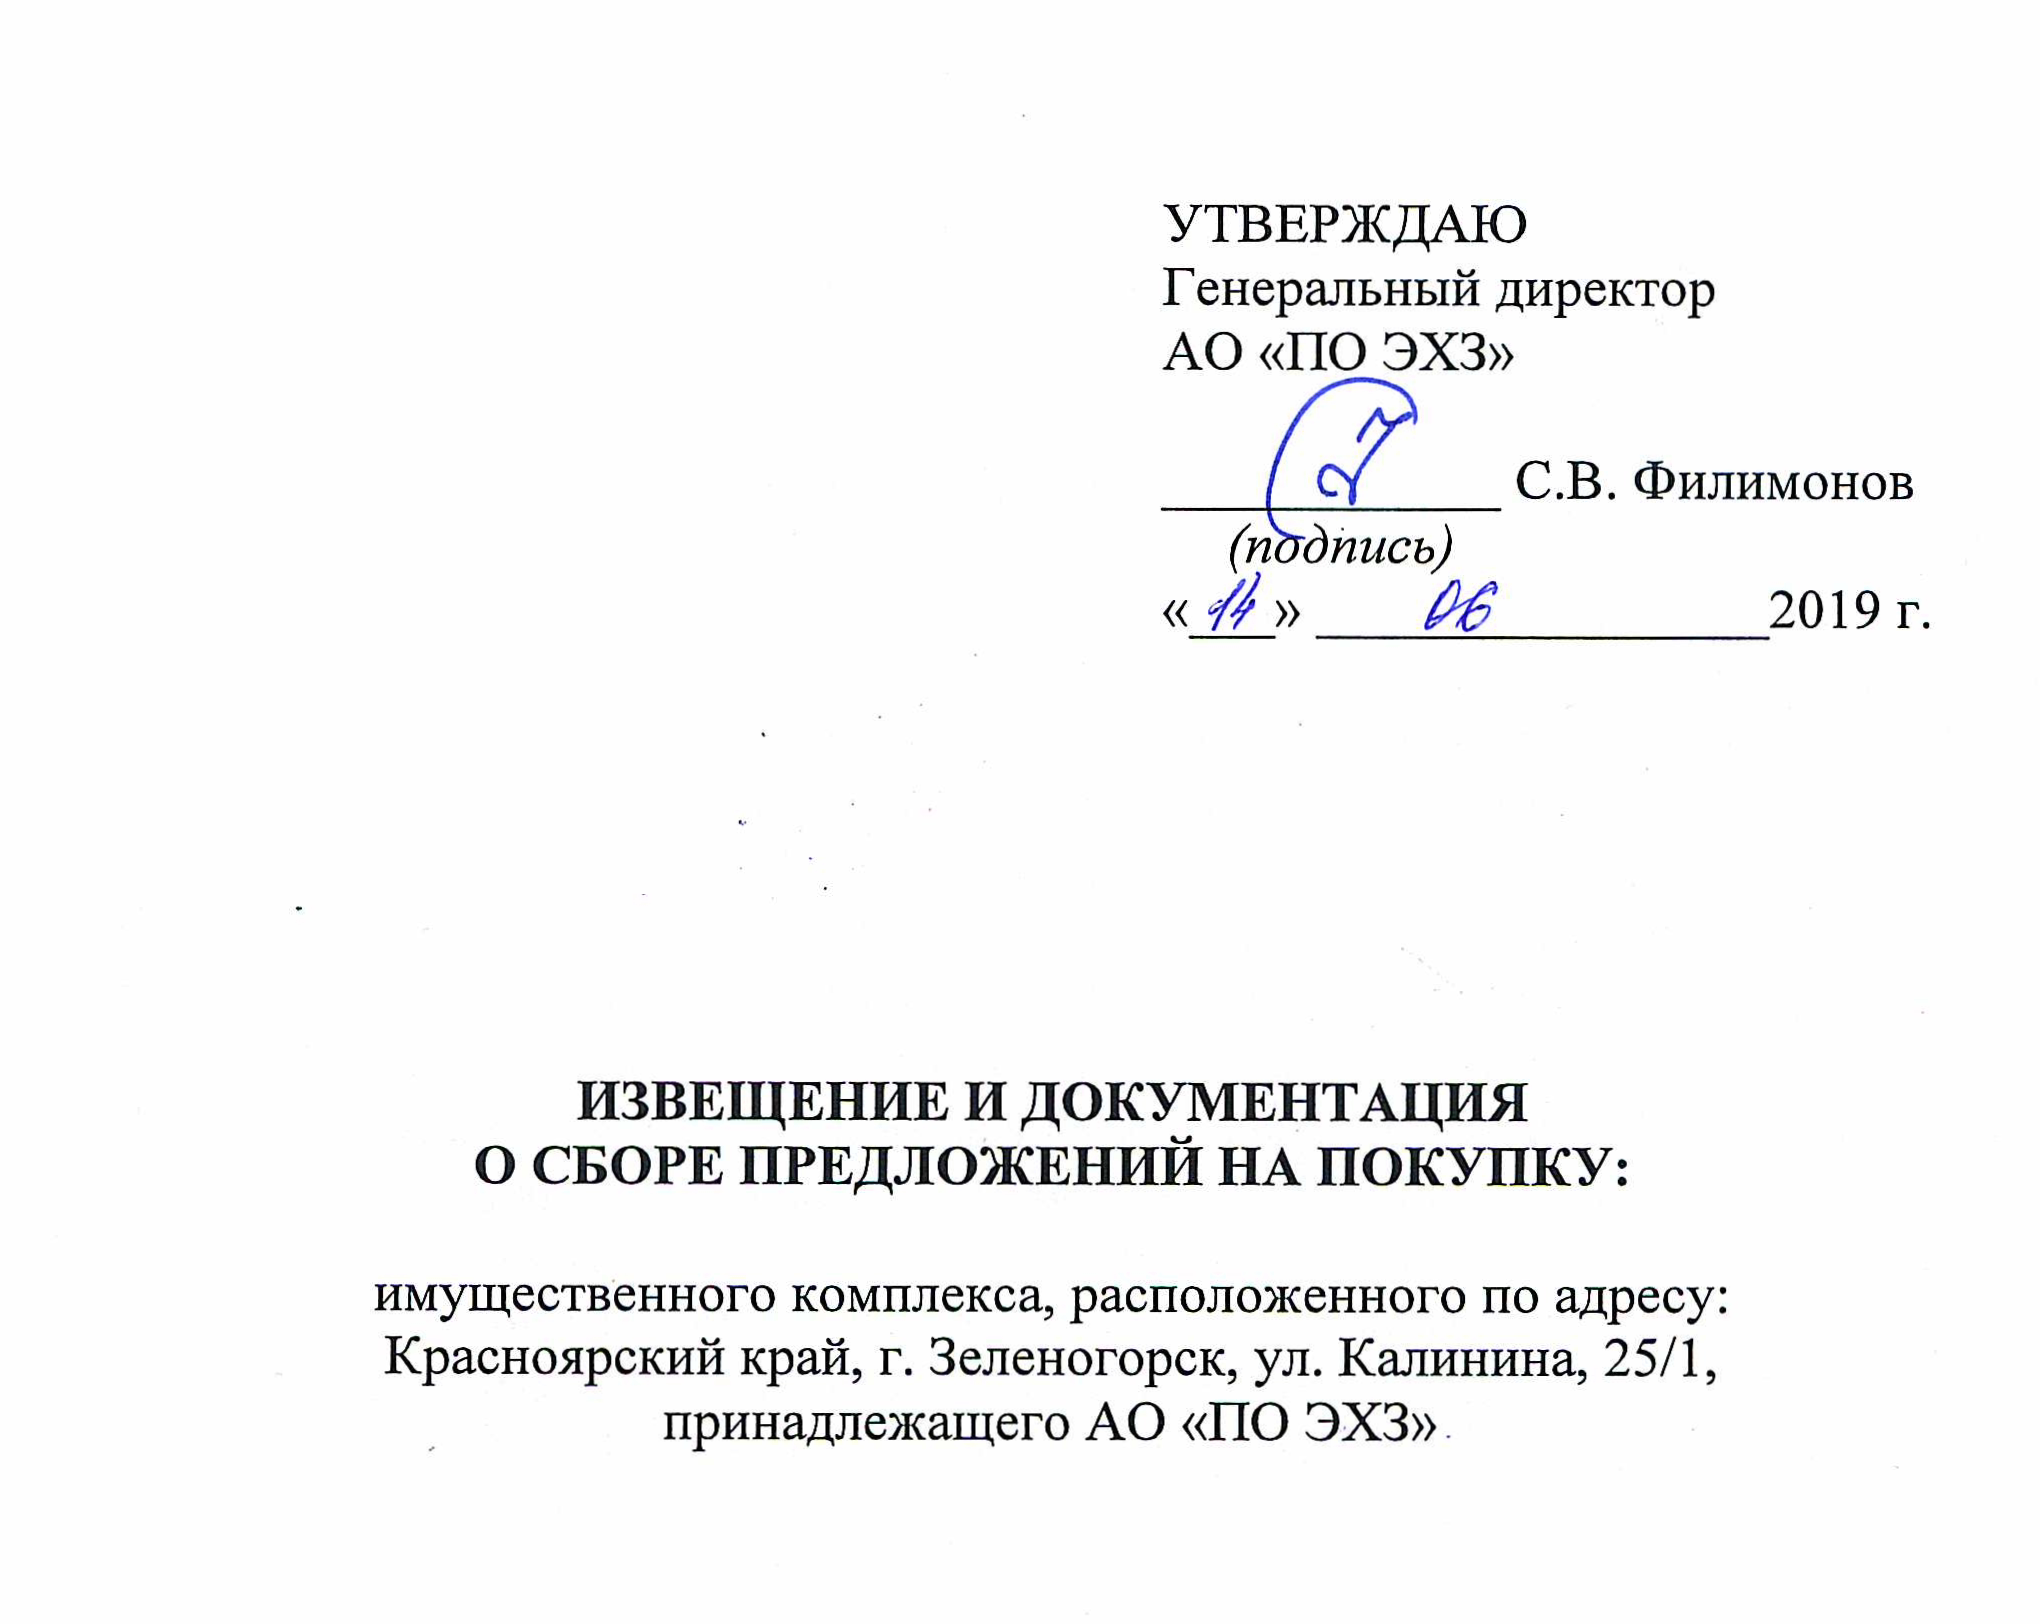 УТВЕРЖДАЮ
Генеральный директор
АО «ПО ЭХЗ»
С.В. Филимонов
(подпись)
«14» 06 2019 г.
ИЗВЕЩЕНИЕ И ДОКУМЕНТАЦИЯ
О СБОРЕ ПРЕДЛОЖЕНИЙ НА ПОКУПКУ:
имущественного комплекса, расположенного по адресу:
Красноярский край, г. Зеленогорск, ул. Калинина, 25/1,
принадлежащего АО «ПО ЭХЗ»